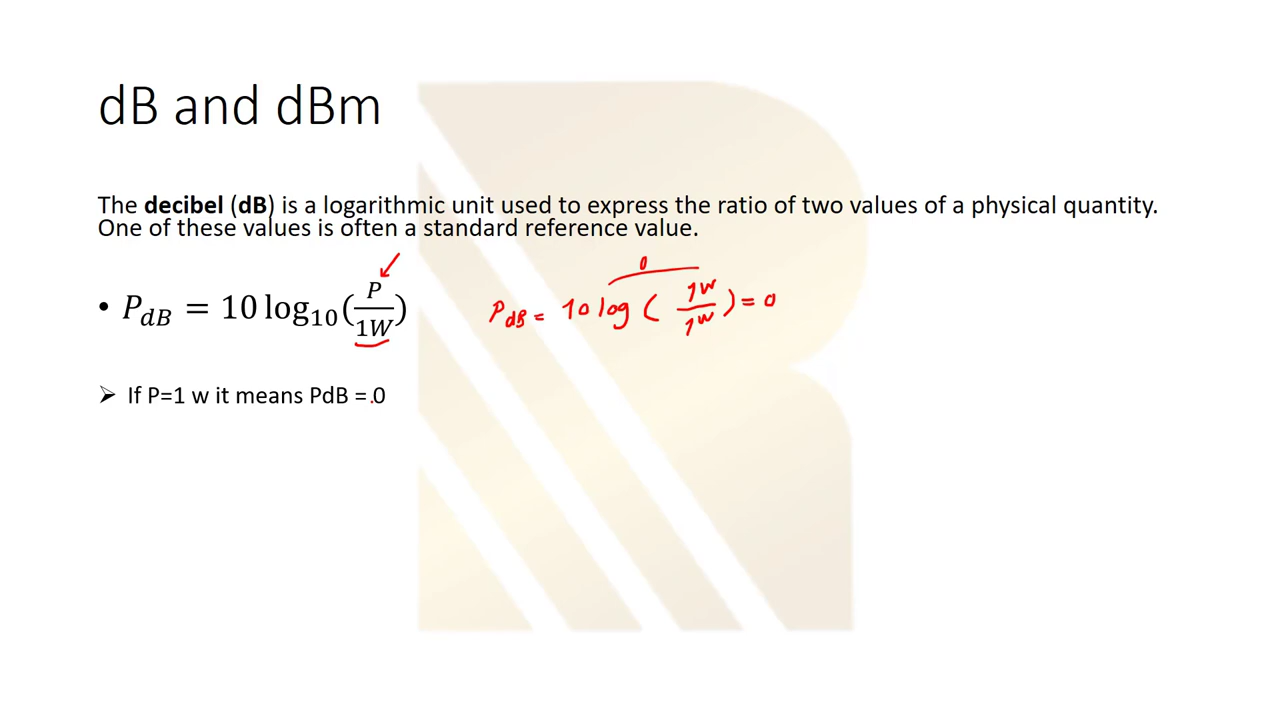 dB and dBm
The decibel (dB) is a logarithmic unit used to express the ratio of two values of a physical quantity.
One of these values is often a standard reference value.
• P_dB = 10 log_10(P/1W)
0
P_dB = 10 log ( 1W/1W ) = 0
➢ If P=1 w it means PdB =.0